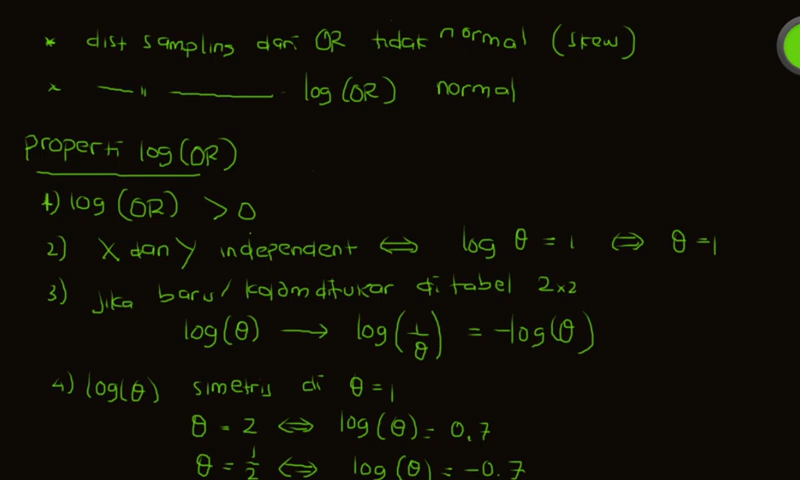 * dist sampling dari OR tidak normal (skew)
* — " — log(OR) normal
properti log(OR)
1) log(OR) > 0
2) X dan Y independent ⇔ log θ = 1 ⇔ θ = 1
3) jika baris/kolom ditukar di tabel 2x2
log(θ) → log(1/θ) = -log(θ)
4) log(θ) simetris di θ = 1
θ = 2 ⇔ log(θ) = 0.7
θ = 1/2 ⇔ log(θ) = -0.7